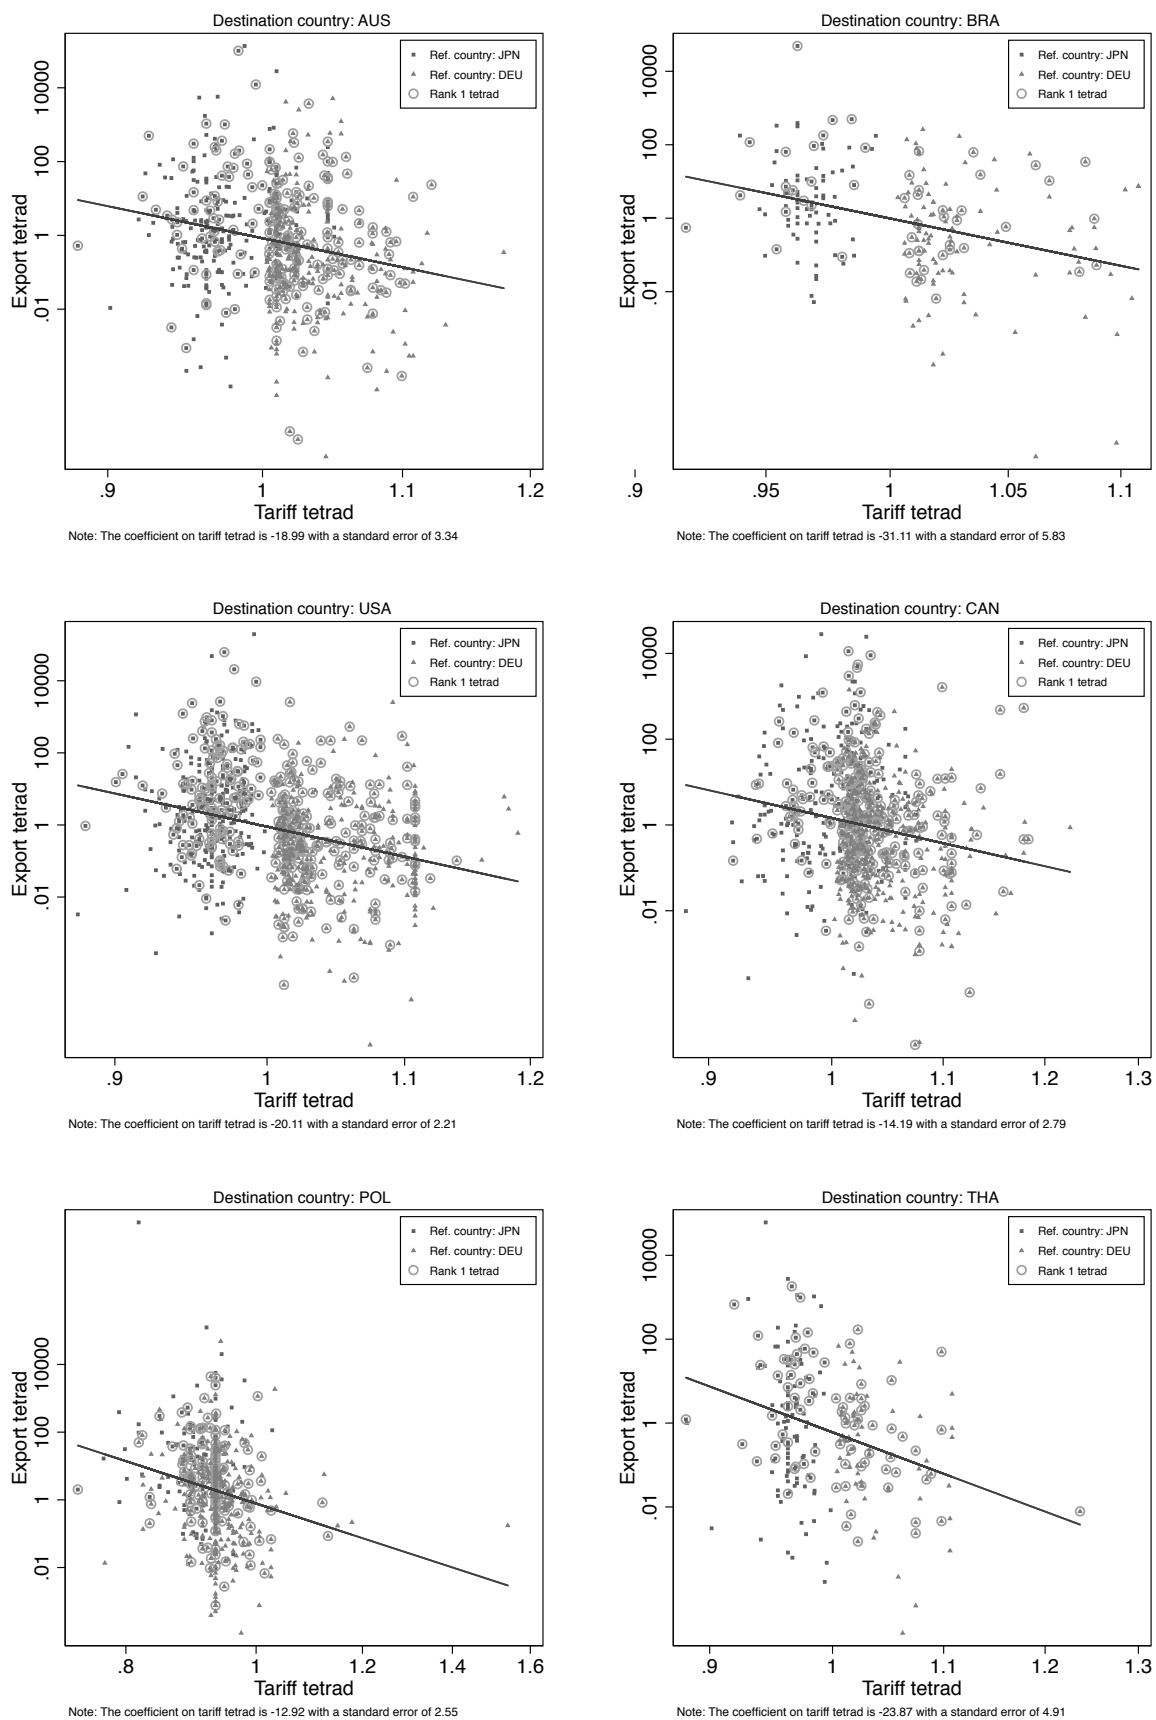 Destination country: AUS
Ref. country: JPN
Ref. country: DEU
Rank 1 tetrad
Export tetrad
10000
100
1
.01
.9
1
1.1
1.2
Tariff tetrad
Note: The coefficient on tariff tetrad is -18.99 with a standard error of 3.34
Destination country: BRA
Ref. country: JPN
Ref. country: DEU
Rank 1 tetrad
Export tetrad
10000
100
1
.01
.9
.95
1
1.05
1.1
Tariff tetrad
Note: The coefficient on tariff tetrad is -31.11 with a standard error of 5.83
Destination country: USA
Ref. country: JPN
Ref. country: DEU
Rank 1 tetrad
Export tetrad
10000
100
1
.01
.9
1
1.1
1.2
Tariff tetrad
Note: The coefficient on tariff tetrad is -20.11 with a standard error of 2.21
Destination country: CAN
Ref. country: JPN
Ref. country: DEU
Rank 1 tetrad
Export tetrad
10000
100
1
.01
.9
1
1.1
1.2
1.3
Tariff tetrad
Note: The coefficient on tariff tetrad is -14.19 with a standard error of 2.79
Destination country: POL
Ref. country: JPN
Ref. country: DEU
Rank 1 tetrad
Export tetrad
10000
100
1
.01
.8
1
1.2
1.4
1.6
Tariff tetrad
Note: The coefficient on tariff tetrad is -12.92 with a standard error of 2.55
Destination country: THA
Ref. country: JPN
Ref. country: DEU
Rank 1 tetrad
Export tetrad
10000
100
1
.01
.9
1
1.1
1.2
1.3
Tariff tetrad
Note: The coefficient on tariff tetrad is -23.87 with a standard error of 4.91